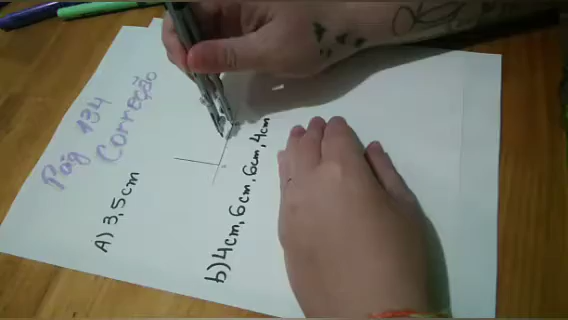 Pág 134
Correção
A) 3,5cm
b) 4cm, 6cm, 6cm, 4cm